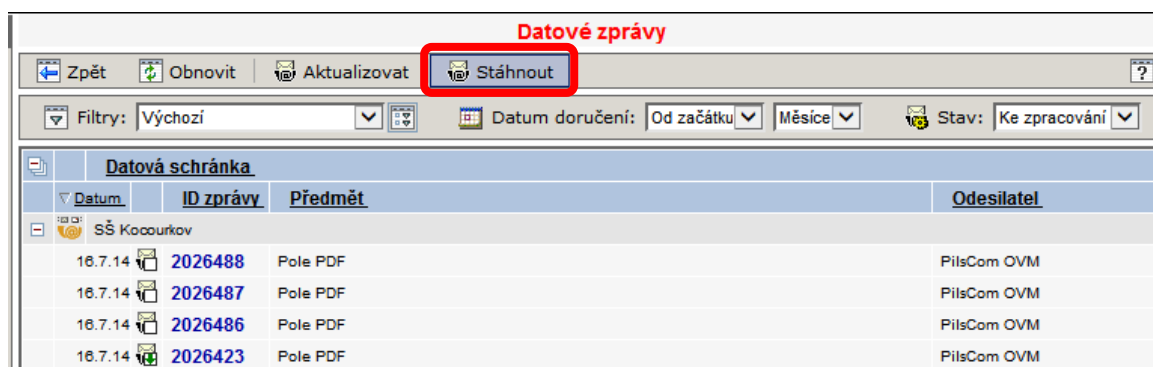 Datové zprávy
Zpět Obnovit Aktualizovat Stáhnout ?
Filtry: Výchozí Datum doručení: Od začátku Měsíce Stav: Ke zpracování
Datová schránka
Datum ID zprávy Předmět Odesilatel
SŠ Kocourkov
16.7.14 2026488 Pole PDF PilsCom OVM
16.7.14 2026487 Pole PDF PilsCom OVM
16.7.14 2026486 Pole PDF PilsCom OVM
16.7.14 2026423 Pole PDF PilsCom OVM